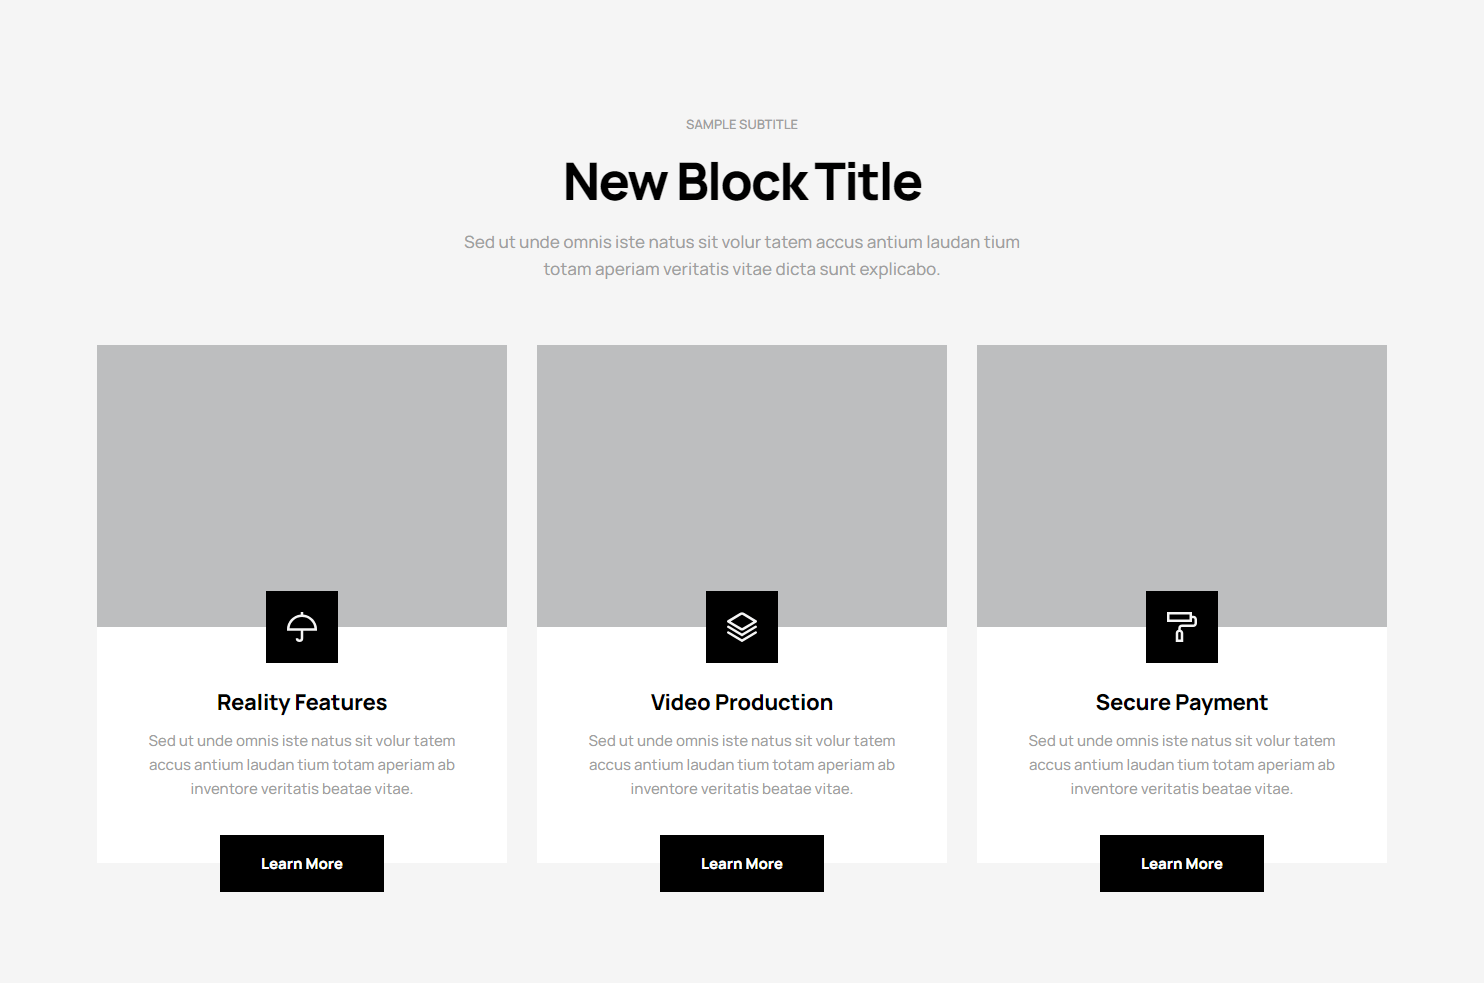 SAMPLE SUBTITLE
New Block Title
Sed ut unde omnis iste natus sit volur tatem accus antium laudan tium
totam aperiam veritatis vitae dicta sunt explicabo.
Reality Features
Sed ut unde omnis iste natus sit volur tatem
accus antium laudan tium totam aperiam ab
inventore veritatis beatae vitae.
Learn More
Video Production
Sed ut unde omnis iste natus sit volur tatem
accus antium laudan tium totam aperiam ab
inventore veritatis beatae vitae.
Learn More
Secure Payment
Sed ut unde omnis iste natus sit volur tatem
accus antium laudan tium totam aperiam ab
inventore veritatis beatae vitae.
Learn More